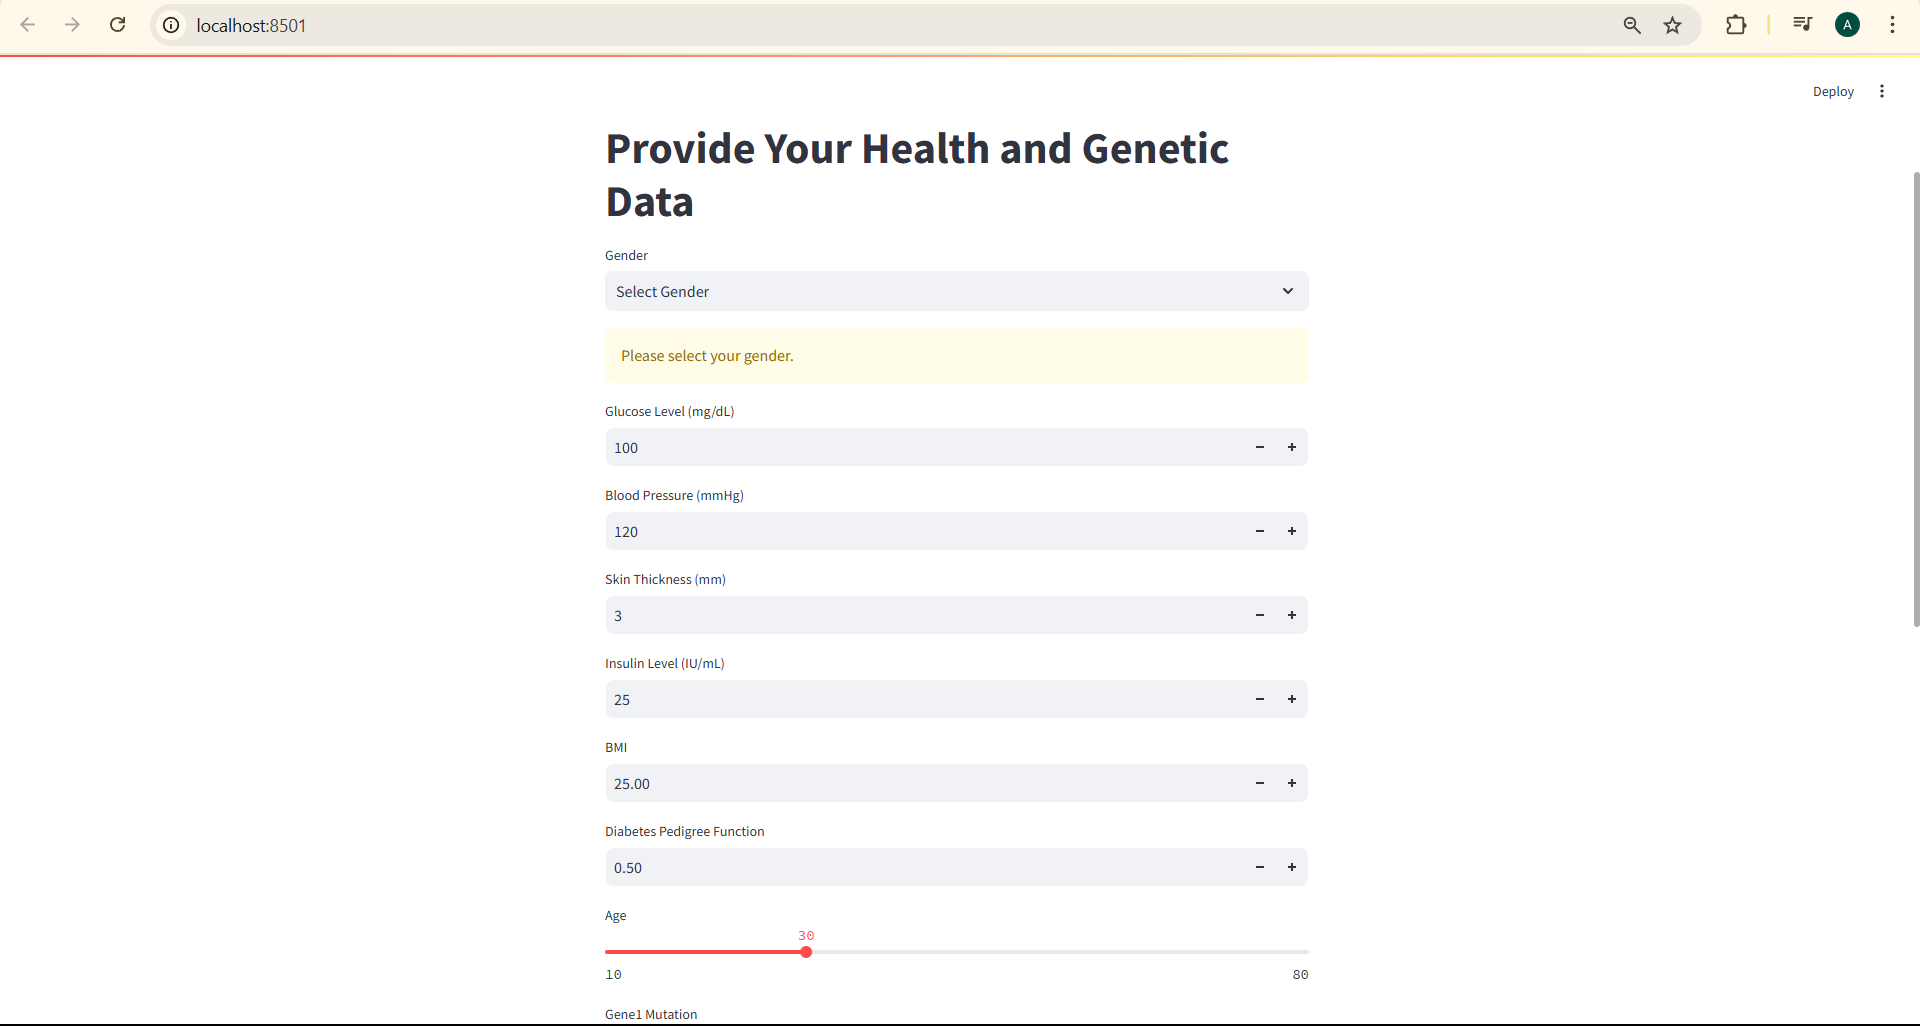 localhost:8501
A
Deploy
Provide Your Health and Genetic
Data
Gender
Select Gender
Please select your gender.
Glucose Level (mg/dL)
100
Blood Pressure (mmHg)
120
Skin Thickness (mm)
3
Insulin Level (IU/mL)
25
BMI
25.00
Diabetes Pedigree Function
0.50
Age
30
10 80
Gene1 Mutation